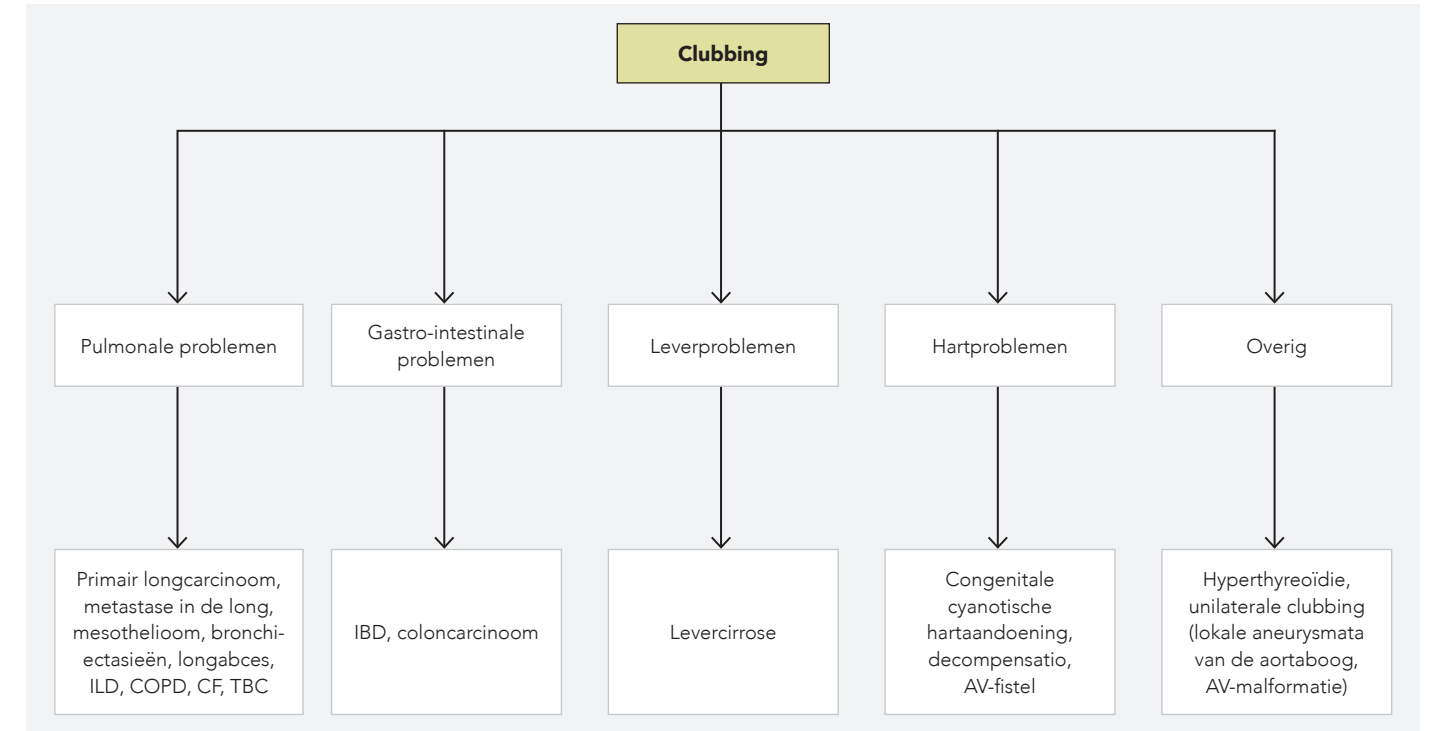 Clubbing
Pulmonale problemen
Gastro-intestinale
problemen
Leverproblemen
Hartproblemen
Overig
Primair longcarcinoom,
metastase in de long,
mesothelioom, bronchi-
ectasieën, longabces,
ILD, COPD, CF, TBC
IBD, coloncarcinoom
Levercirrose
Congenitale
cyanotische
hartaandoening,
decompensatio,
AV-fistel
Hyperthyreoïdie,
unilaterale clubbing
(lokale aneurysmata
van de aortaboog,
AV-malformatie)